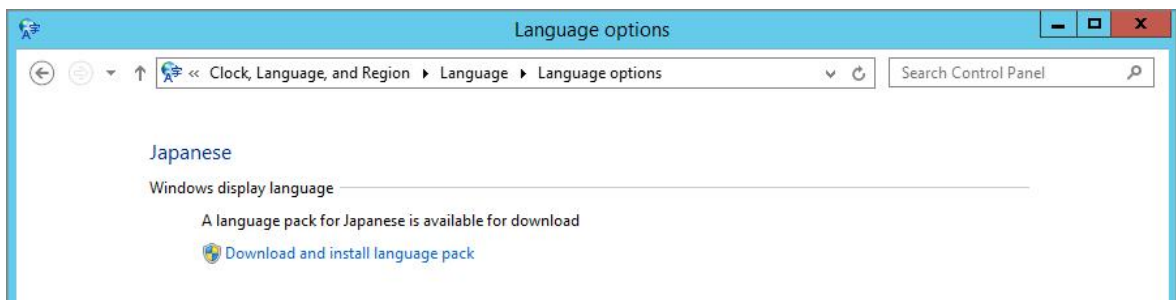 Language options
« Clock, Language, and Region ▸ Language ▸ Language options
Search Control Panel
Japanese
Windows display language
A language pack for Japanese is available for download
Download and install language pack